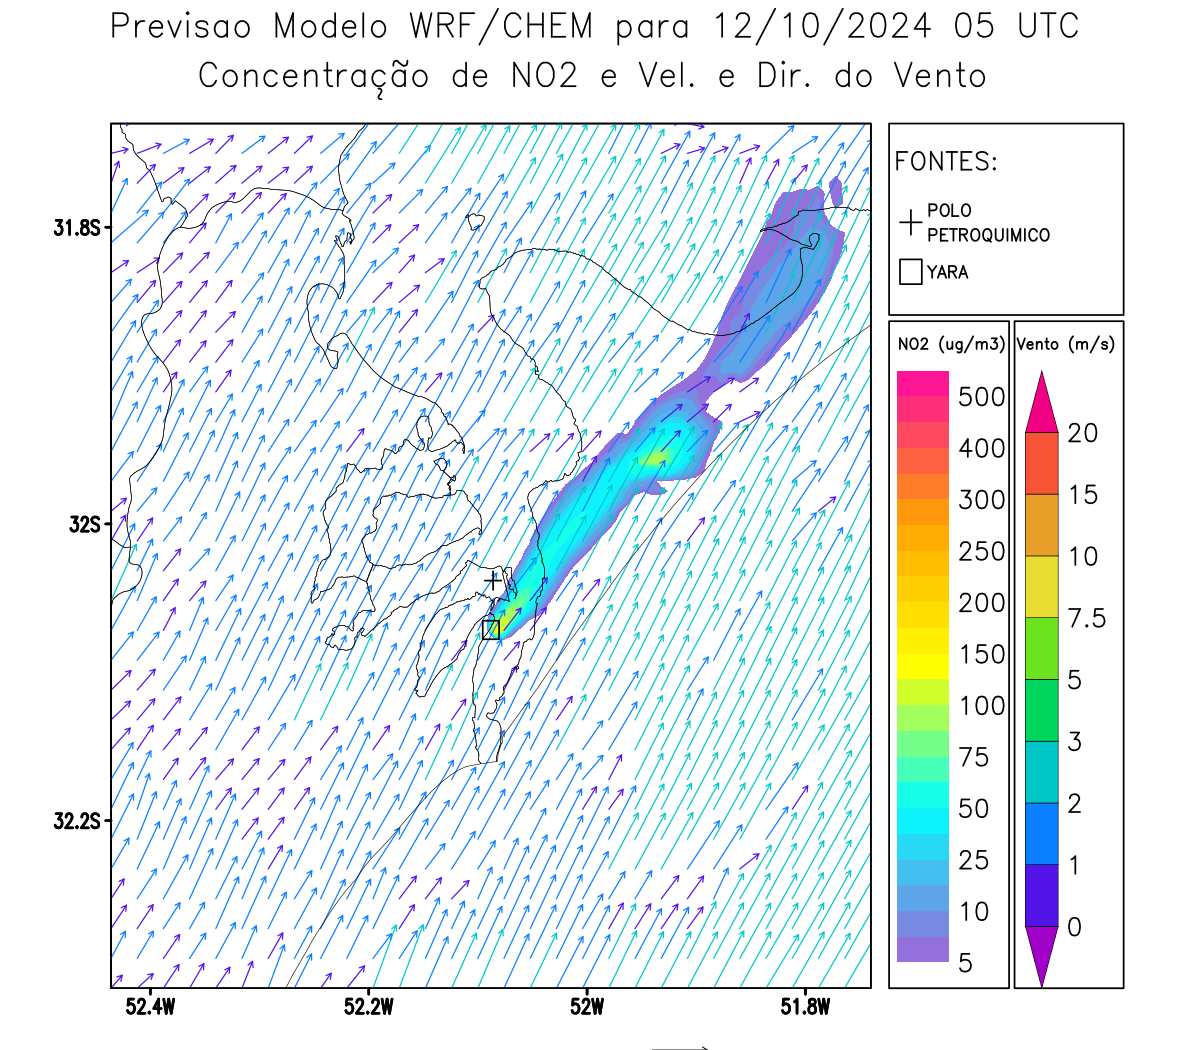 Previsao Modelo WRF/CHEM para 12/10/2024 05 UTC
Concentração de NO2 e Vel. e Dir. do Vento
FONTES:
POLO
PETROQUIMICO
YARA
NO2 (ug/m3)
500
400
300
250
200
150
100
75
50
25
10
5
Vento (m/s)
20
15
10
7.5
5
3
2
1
0
31.8S
32S
32.2S
52.4W
52.2W
52W
51.8W